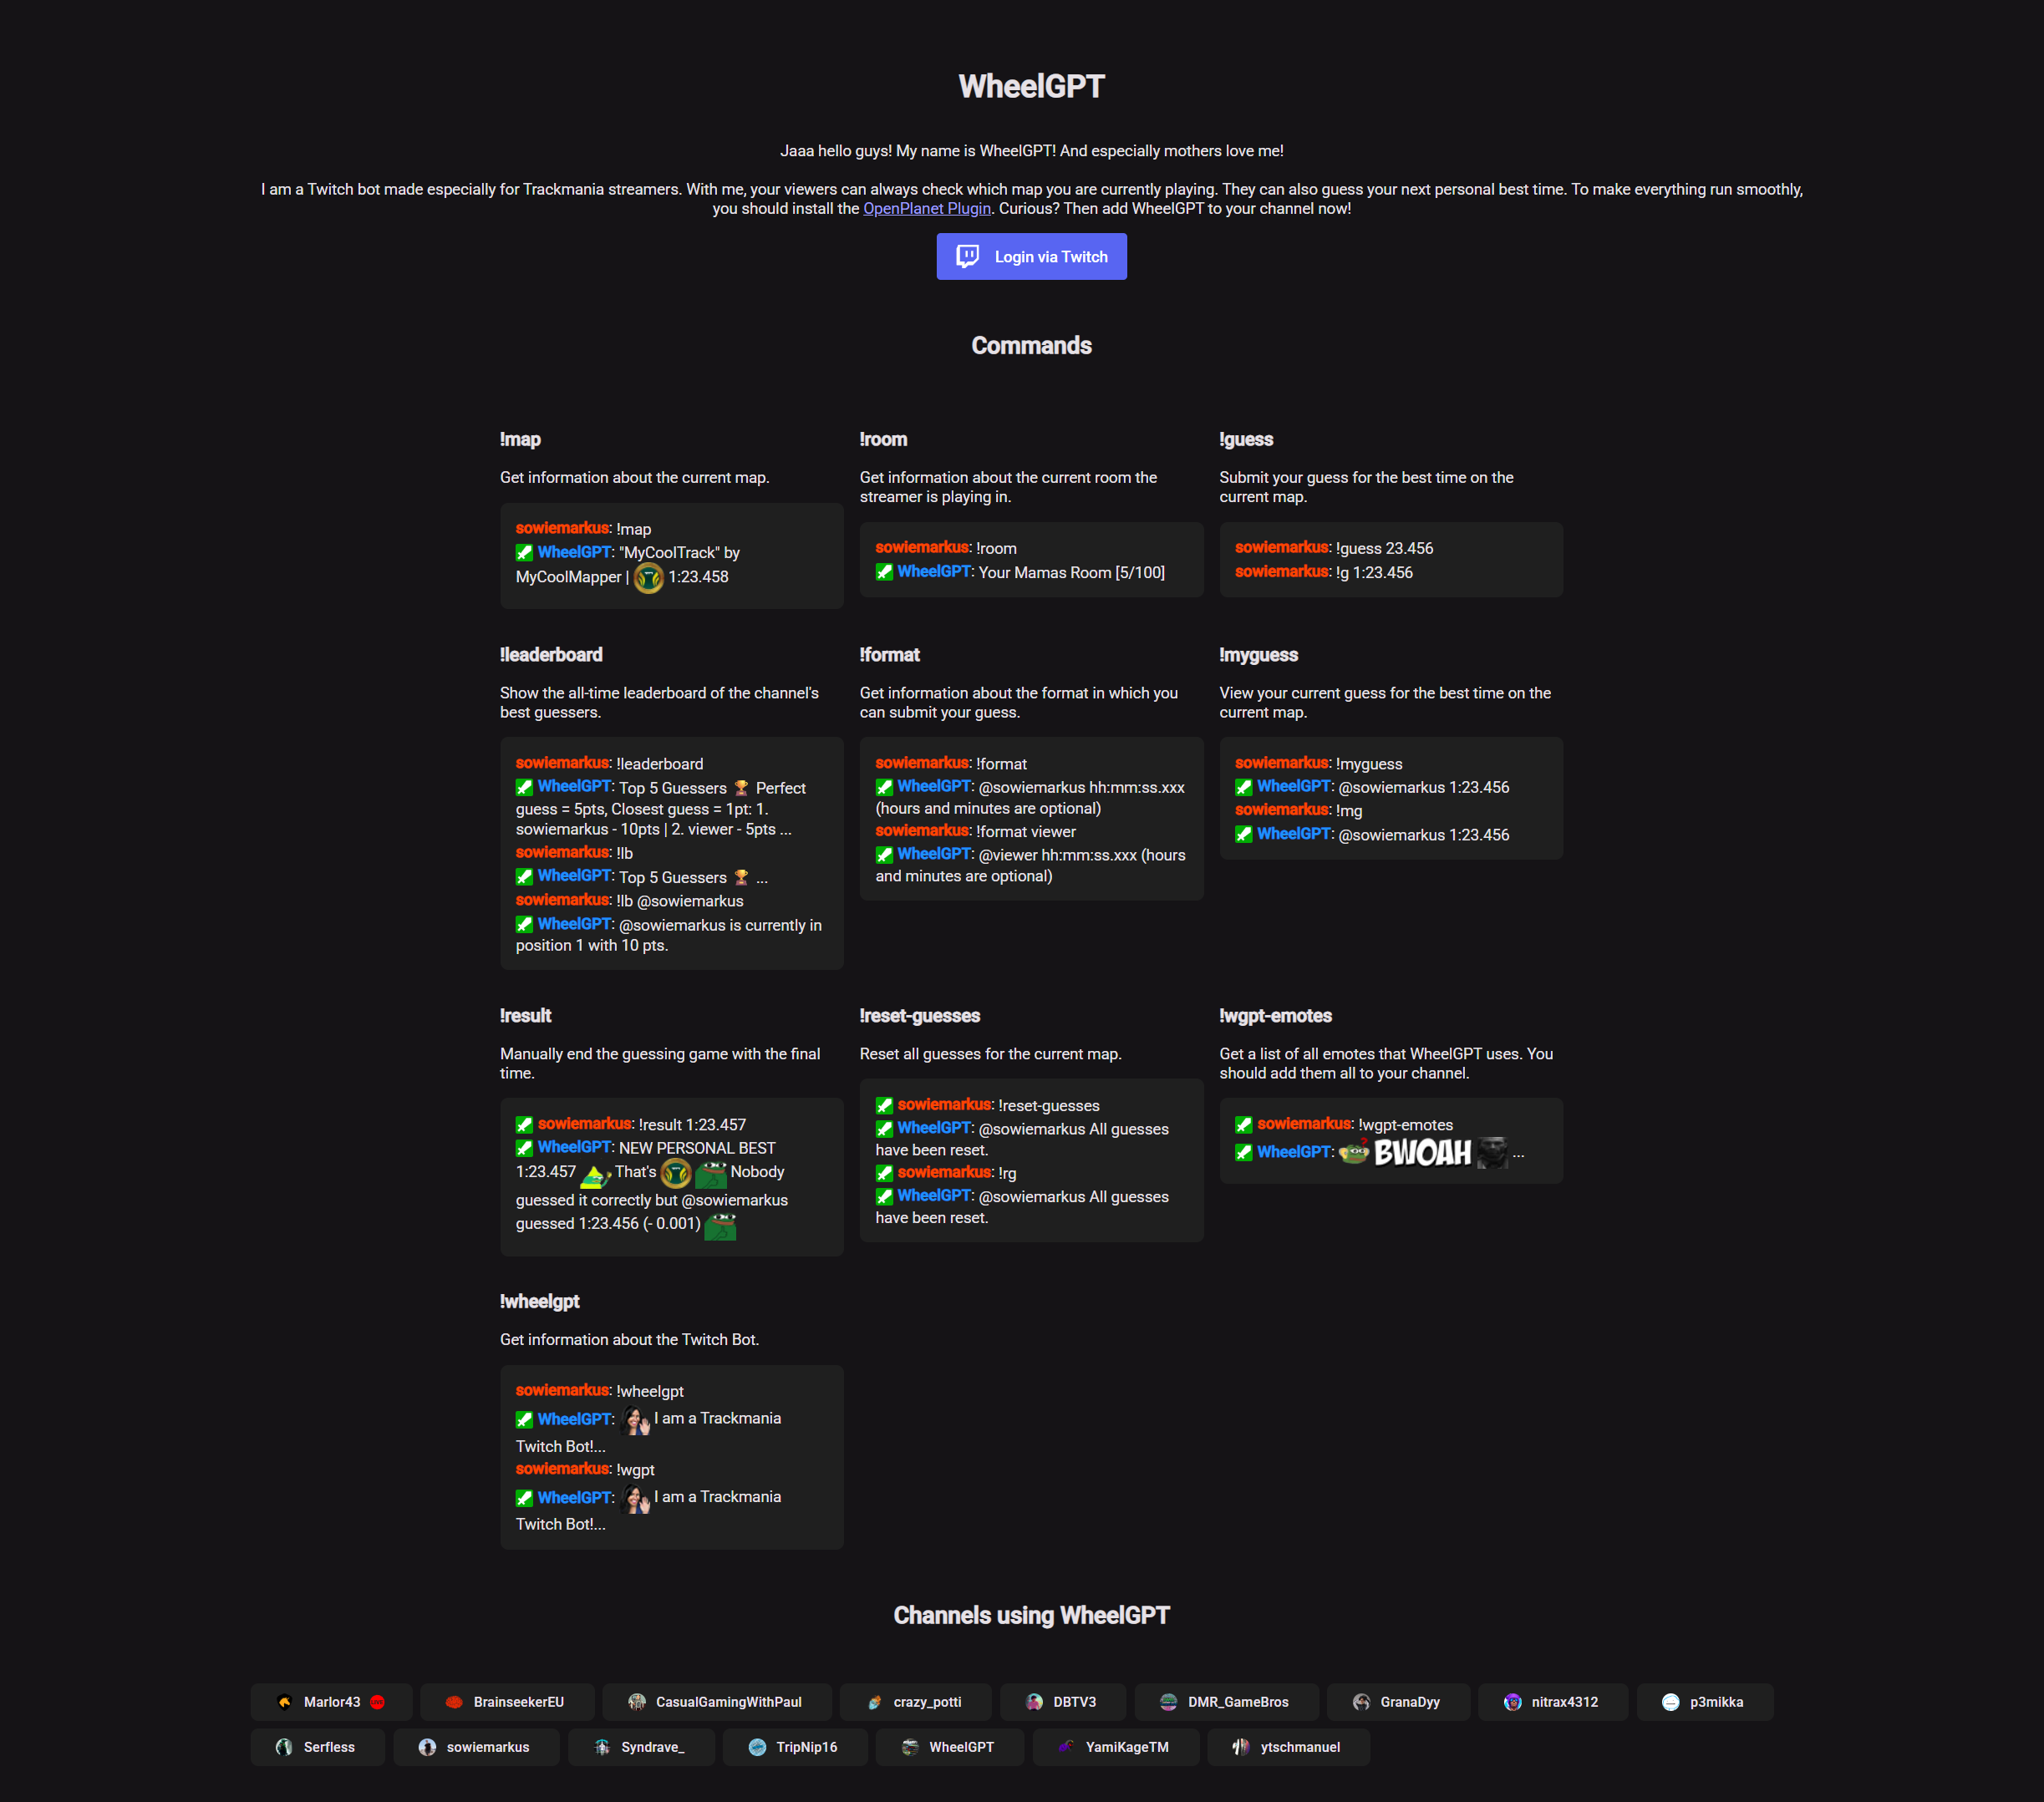 WheelGPT
Jaaa hello guys! My name is WheelGPT! And especially mothers love me!
I am a Twitch bot made especially for Trackmania streamers. With me, your viewers can always check which map you are currently playing. They can also guess your next personal best time. To make everything run smoothly,
you should install the OpenPlanet Plugin. Curious? Then add WheelGPT to your channel now!
Login via Twitch
Commands
!map
Get information about the current map.
sowiemarkus: !map
WheelGPT: "MyCoolTrack" by
MyCoolMapper | 1:23.458
!room
Get information about the current room the
streamer is playing in.
sowiemarkus: !room
WheelGPT: Your Mamas Room [5/100]
!guess
Submit your guess for the best time on the
current map.
sowiemarkus: !guess 23.456
sowiemarkus: !g 1:23.456
!leaderboard
Show the all-time leaderboard of the channel's
best guessers.
sowiemarkus: !leaderboard
WheelGPT: Top 5 Guessers 🏆 Perfect
guess = 5pts, Closest guess = 1pt: 1.
sowiemarkus - 10pts | 2. viewer - 5pts ...
sowiemarkus: !lb
WheelGPT: Top 5 Guessers 🏆 ...
sowiemarkus: !lb @sowiemarkus
WheelGPT: @sowiemarkus is currently in
position 1 with 10 pts.
!format
Get information about the format in which you
can submit your guess.
sowiemarkus: !format
WheelGPT: @sowiemarkus hh:mm:ss.xxx
(hours and minutes are optional)
sowiemarkus: !format viewer
WheelGPT: @viewer hh:mm:ss.xxx (hours
and minutes are optional)
!myguess
View your current guess for the best time on the
current map.
sowiemarkus: !myguess
WheelGPT: @sowiemarkus 1:23.456
sowiemarkus: !mg
WheelGPT: @sowiemarkus 1:23.456
!result
Manually end the guessing game with the final
time.
sowiemarkus: !result 1:23.457
WheelGPT: NEW PERSONAL BEST
1:23.457 That's Nobody
guessed it correctly but @sowiemarkus
guessed 1:23.456 (- 0.001)
!reset-guesses
Reset all guesses for the current map.
sowiemarkus: !reset-guesses
WheelGPT: @sowiemarkus All guesses
have been reset.
sowiemarkus: !rg
WheelGPT: @sowiemarkus All guesses
have been reset.
!wgpt-emotes
Get a list of all emotes that WheelGPT uses. You
should add them all to your channel.
sowiemarkus: !wgpt-emotes
WheelGPT: BWOAH ...
!wheelgpt
Get information about the Twitch Bot.
sowiemarkus: !wheelgpt
WheelGPT: I am a Trackmania
Twitch Bot!...
sowiemarkus: !wgpt
WheelGPT: I am a Trackmania
Twitch Bot!...
Channels using WheelGPT
Marlor43 LIVE BrainseekerEU CasualGamingWithPaul crazy_potti DBTV3 DMR_GameBros GranaDyy nitrax4312 p3mikka
Serfless sowiemarkus Syndrave_ TripNip16 WheelGPT YamiKageTM ytschmanuel